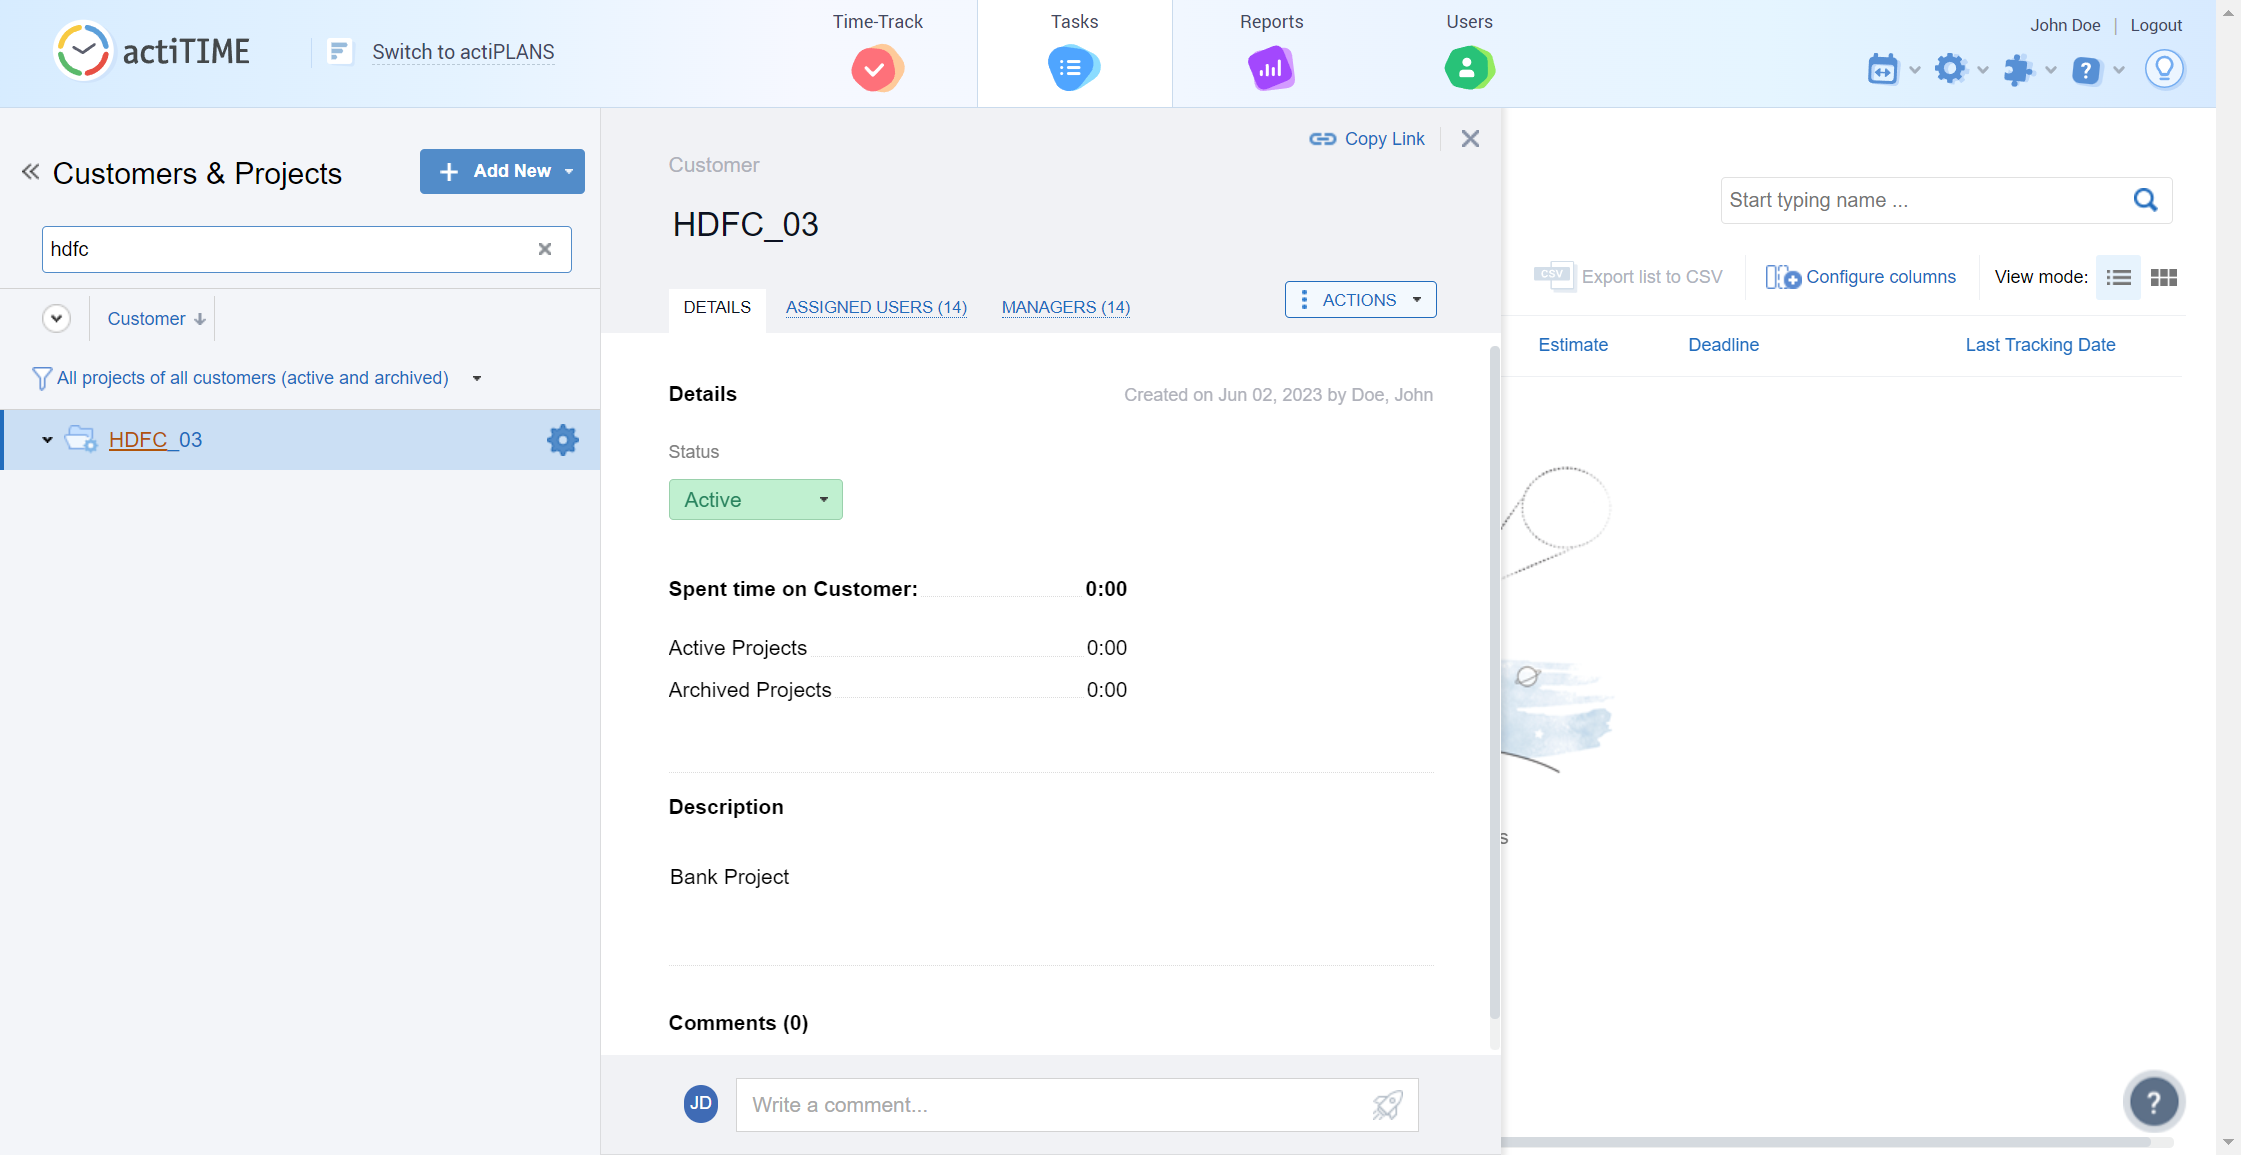 actiTIME
Switch to actiPLANS
Time-Track
Tasks
Reports
Users
John Doe | Logout
Customers & Projects
Add New
hdfc
Customer
All projects of all customers (active and archived)
HDFC_03
Copy Link
Customer
HDFC_03
DETAILS
ASSIGNED USERS (14)
MANAGERS (14)
ACTIONS
Details
Created on Jun 02, 2023 by Doe, John
Status
Active
Spent time on Customer: 0:00
Active Projects 0:00
Archived Projects 0:00
Description
Bank Project
Comments (0)
JD
Write a comment...
Start typing name ...
CSV
Export list to CSV
Configure columns
View mode:
Estimate
Deadline
Last Tracking Date
s
?